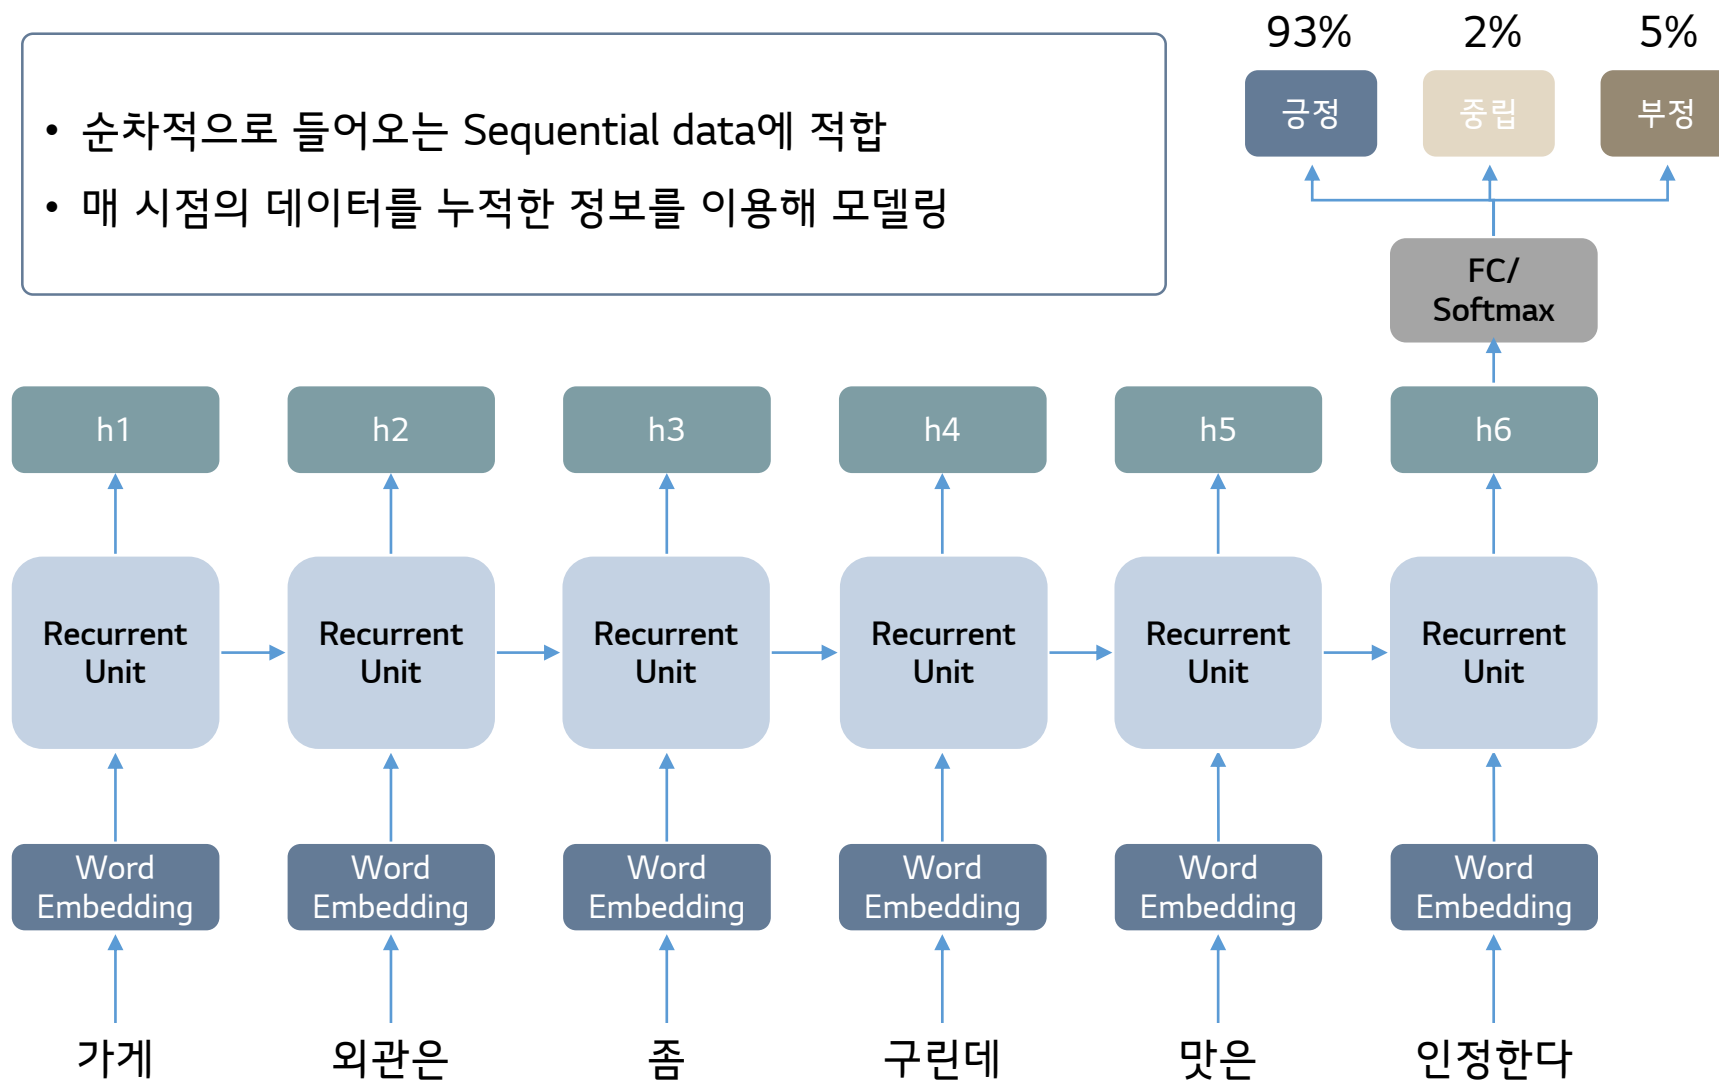 • 순차적으로 들어오는 Sequential data에 적합
• 매 시점의 데이터를 누적한 정보를 이용해 모델링
93% 2% 5%
긍정 중립 부정
FC/
Softmax
h1 h2 h3 h4 h5 h6
Recurrent Recurrent Recurrent Recurrent Recurrent Recurrent
Unit Unit Unit Unit Unit Unit
Word Word Word Word Word Word
Embedding Embedding Embedding Embedding Embedding Embedding
가게 외관은 좀 구린데 맛은 인정한다